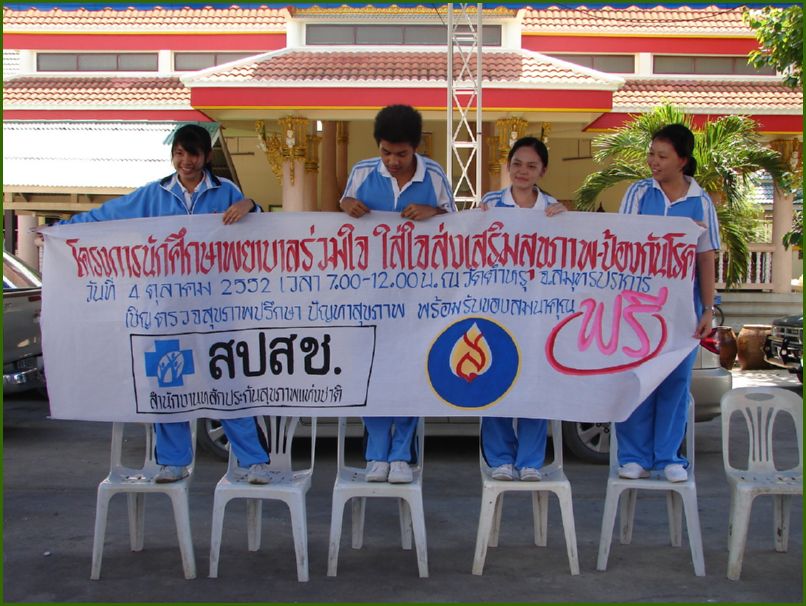 โครงการนักศึกษาพยาบาลร่วมใจ ใส่ใจส่งเสริมสุขภาพ-ป้องกันโรค
วันที่ 4 ตุลาคม 2552 เวลา 7.00-12.00 น. ณ วัดตำหรุ จ.สมุทรปราการ
เชิญตรวจสุขภาพปรึกษา ปัญหาสุขภาพ พร้อมรับของสมนาคุณ
ฟรี
สปสช.
สำนักงานหลักประกันสุขภาพแห่งชาติ